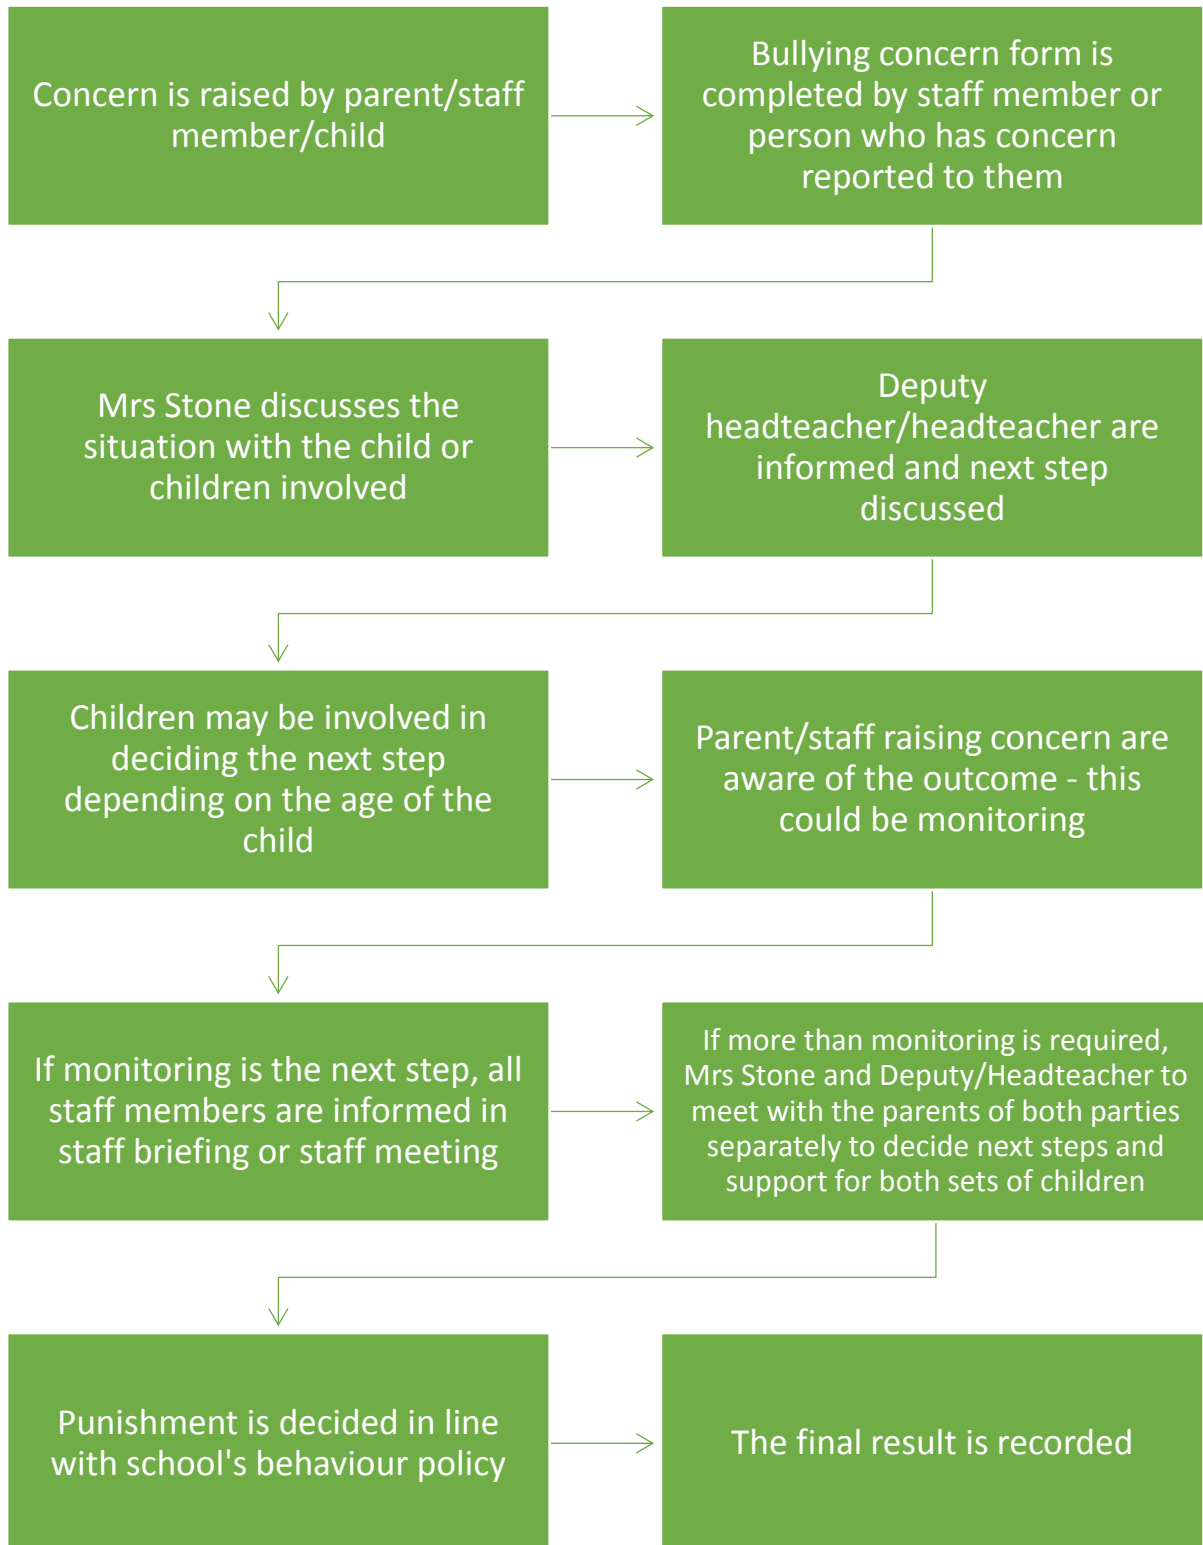 Concern is raised by parent/staff
member/child
Bullying concern form is
completed by staff member or
person who has concern
reported to them
Mrs Stone discusses the
situation with the child or
children involved
Deputy
headteacher/headteacher are
informed and next step
discussed
Children may be involved in
deciding the next step
depending on the age of the
child
Parent/staff raising concern are
aware of the outcome - this
could be monitoring
If monitoring is the next step, all
staff members are informed in
staff briefing or staff meeting
If more than monitoring is required,
Mrs Stone and Deputy/Headteacher to
meet with the parents of both parties
separately to decide next steps and
support for both sets of children
Punishment is decided in line
with school's behaviour policy
The final result is recorded